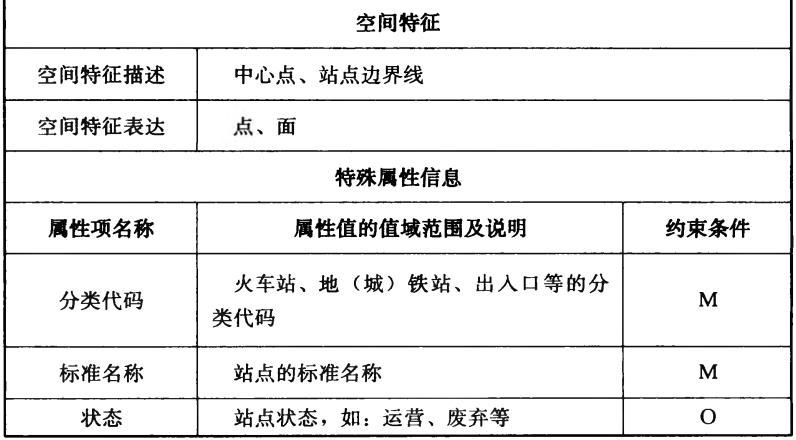 空间特征
空间特征描述 中心点、站点边界线
空间特征表达 点、面
特殊属性信息
属性项名称 属性值的值域范围及说明 约束条件
分类代码 火车站、地（城）铁站、出入口等的分 M
类代码
标准名称 站点的标准名称 M
状态 站点状态，如：运营、废弃等 O